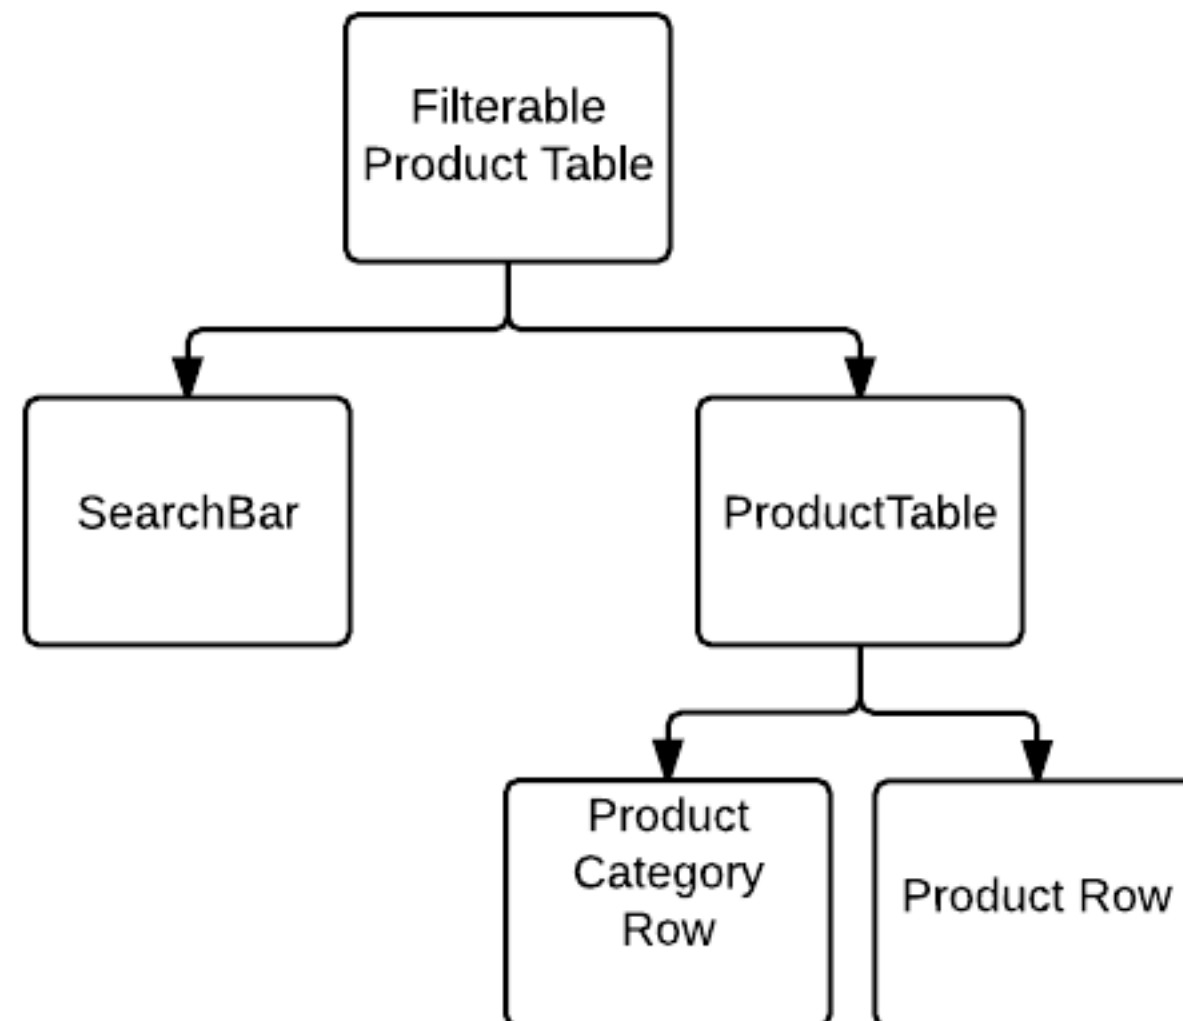 Filterable
Product Table
SearchBar
ProductTable
Product
Category
Row
Product Row